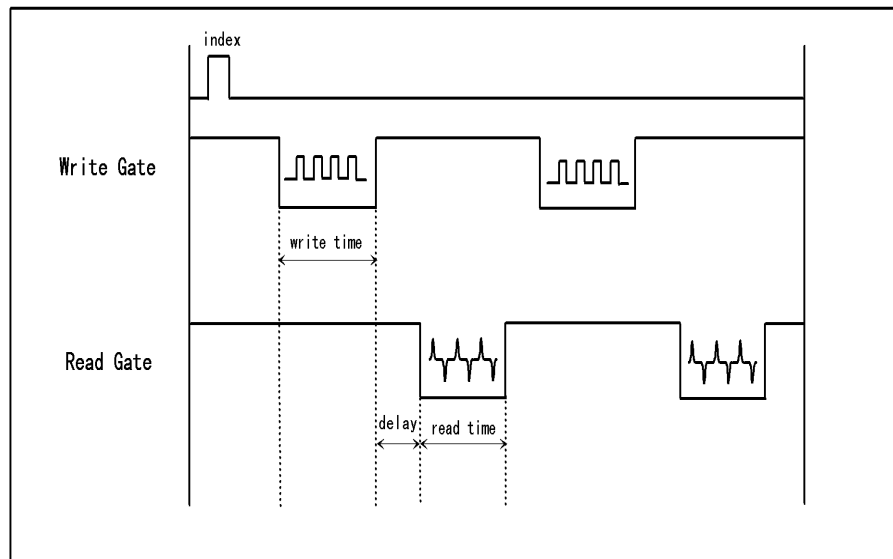 index
Write Gate
write time
Read Gate
delay
read time